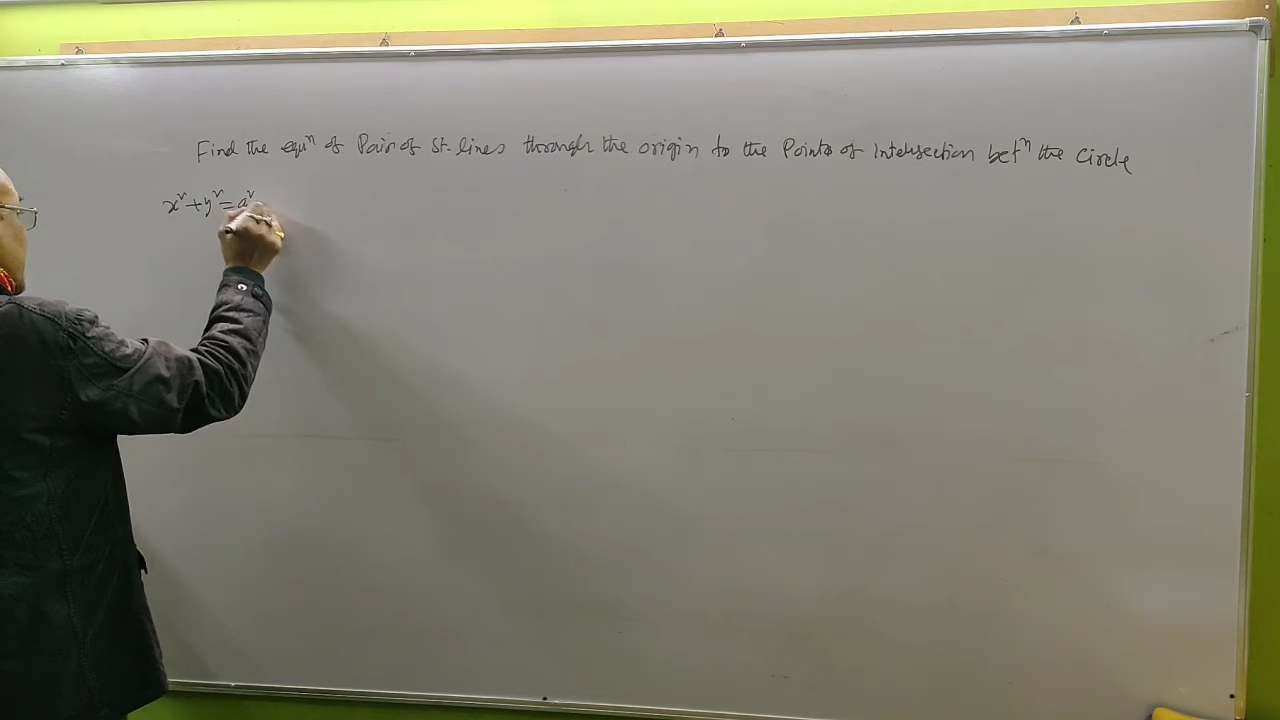 Find the equⁿ of Pair of St. lines through the origin to the Points of Intersection betⁿ the Circle
x² + y² = a²